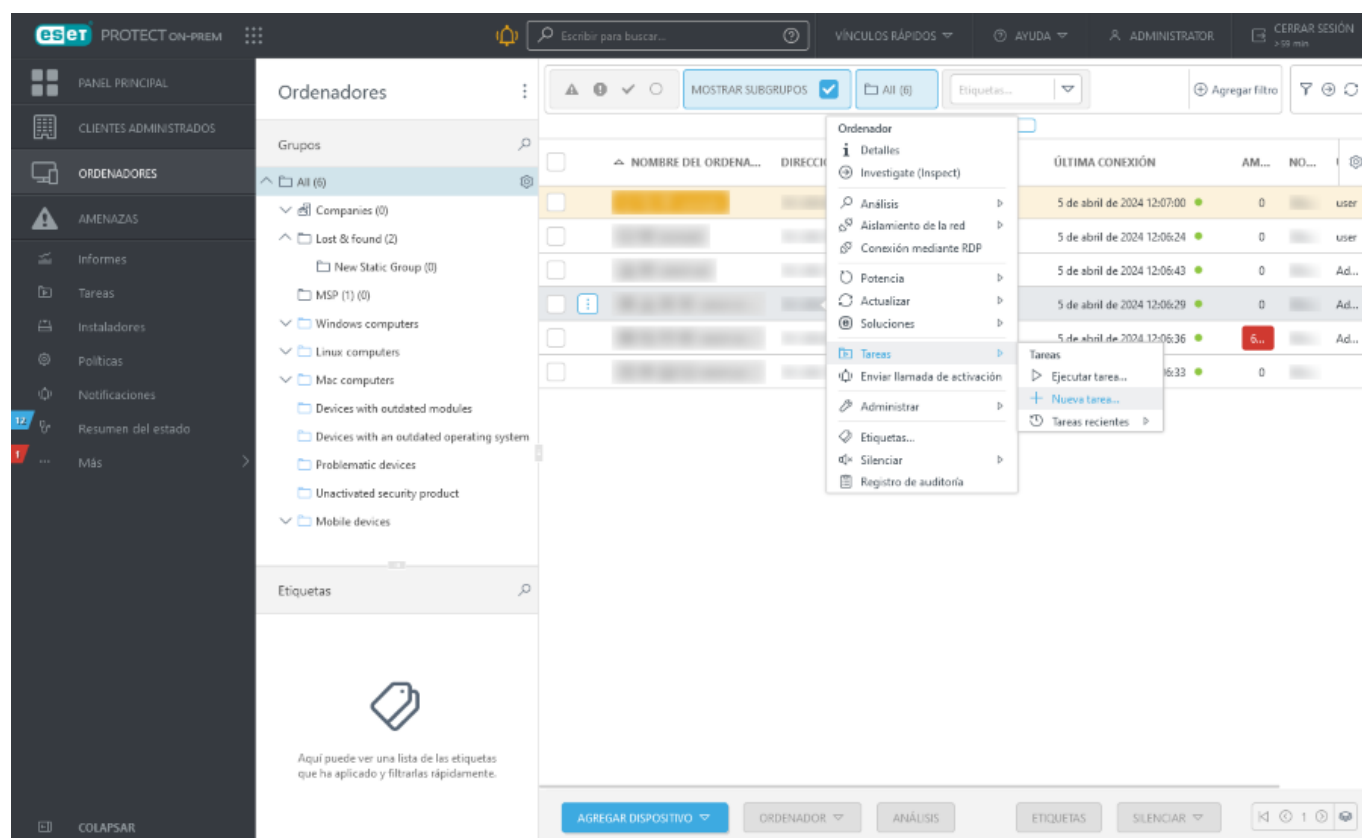 eset PROTECT ON-PREM
Escribir para buscar...
VÍNCULOS RÁPIDOS
AYUDA
ADMINISTRATOR
CERRAR SESIÓN
> 59 min
PANEL PRINCIPAL
CLIENTES ADMINISTRADOS
ORDENADORES
AMENAZAS
Informes
Tareas
Instaladores
Políticas
Notificaciones
12
Resumen del estado
1
Más
COLAPSAR
Ordenadores
Grupos
All (6)
Companies (0)
Lost & found (2)
New Static Group (0)
MSP (1) (0)
Windows computers
Linux computers
Mac computers
Devices with outdated modules
Devices with an outdated operating system
Problematic devices
Unactivated security product
Mobile devices
Etiquetas
Aquí puede ver una lista de las etiquetas
que ha aplicado y filtrarlas rápidamente.
MOSTRAR SUBGRUPOS
All (6)
Etiquetas...
Agregar filtro
NOMBRE DEL ORDENA...
ÚLTIMA CONEXIÓN
AM...
NO...
5 de abril de 2024 12:07:00
0
user
5 de abril de 2024 12:06:24
0
user
5 de abril de 2024 12:06:43
0
Ad...
5 de abril de 2024 12:06:29
0
Ad...
5 de abril de 2024 12:06:36
6...
Ad...
0
Ordenador
Detalles
Investigate (Inspect)
Análisis
Aislamiento de la red
Conexión mediante RDP
Potencia
Actualizar
Soluciones
Tareas
Enviar llamada de activación
Administrar
Etiquetas...
Silenciar
Registro de auditoría
Tareas
Ejecutar tarea...
Nueva tarea...
Tareas recientes
AGREGAR DISPOSITIVO
ORDENADOR
ANÁLISIS
ETIQUETAS
SILENCIAR
1